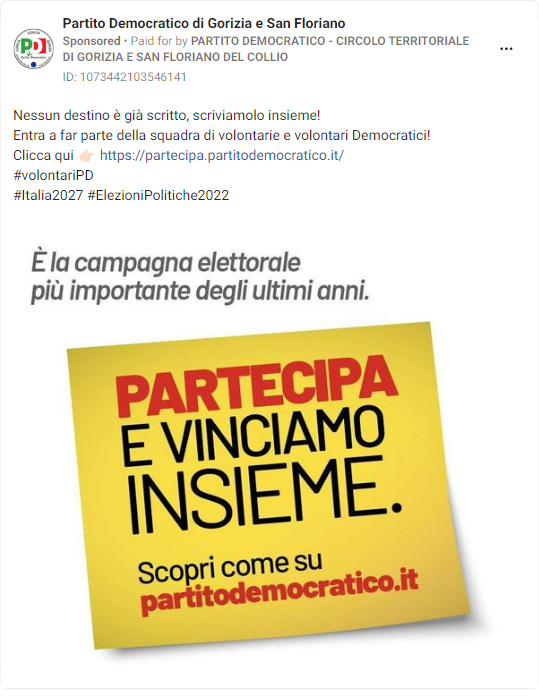 Partito Democratico di Gorizia e San Floriano
Sponsored • Paid for by PARTITO DEMOCRATICO - CIRCOLO TERRITORIALE
DI GORIZIA E SAN FLORIANO DEL COLLIO
ID: 1073442103546141
PD
Nessun destino è già scritto, scriviamolo insieme!
Entra a far parte della squadra di volontarie e volontari Democratici!
Clicca qui 👉🏻 https://partecipa.partitodemocratico.it/
#volontariPD
#Italia2027 #ElezioniPolitiche2022
È la campagna elettorale
più importante degli ultimi anni.
PARTECIPA
E VINCIAMO
INSIEME.
Scopri come su
partitodemocratico.it